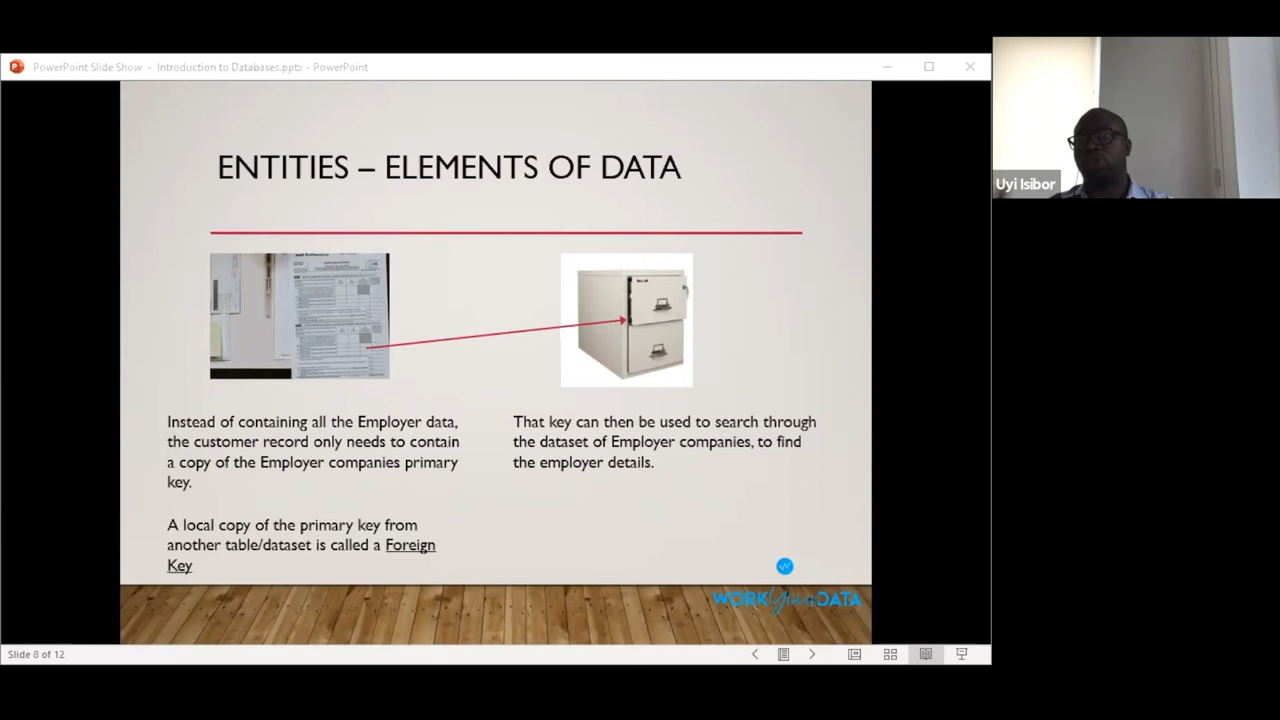 PowerPoint Slide Show - Introduction to Databases.pptx - PowerPoint
Uyi Isibor
ENTITIES – ELEMENTS OF DATA
Instead of containing all the Employer data,
the customer record only needs to contain
a copy of the Employer companies primary
key.
A local copy of the primary key from
another table/dataset is called a Foreign
Key
That key can then be used to search through
the dataset of Employer companies, to find
the employer details.
WORK Your DATA
Slide 8 of 12